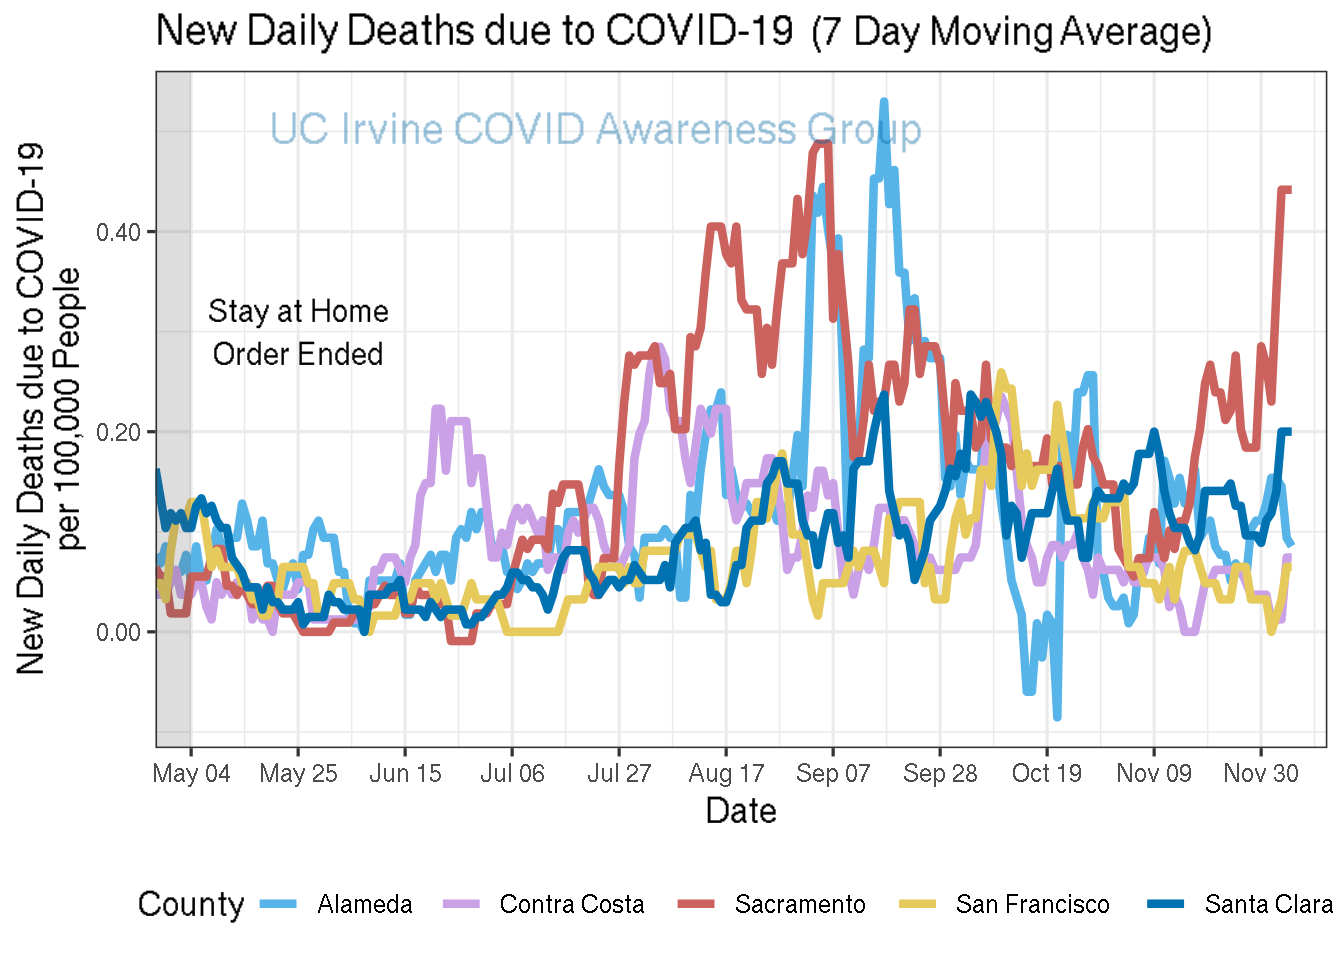 New Daily Deaths due to COVID-19 (7 Day Moving Average)
UC Irvine COVID Awareness Group
New Daily Deaths due to COVID-19
per 100,000 People
0.40
0.20
0.00
Stay at Home
Order Ended
May 04 May 25 Jun 15 Jul 06 Jul 27 Aug 17 Sep 07 Sep 28 Oct 19 Nov 09 Nov 30
Date
County Alameda Contra Costa Sacramento San Francisco Santa Clara